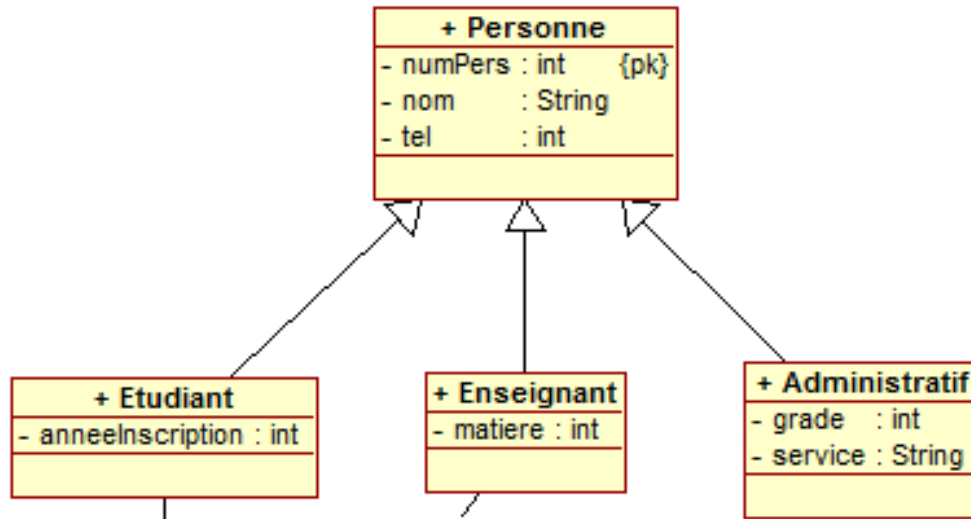 + Personne
- numPers : int {pk}
- nom : String
- tel : int
+ Etudiant
- anneeInscription : int
+ Enseignant
- matiere : int
+ Administratif
- grade : int
- service : String